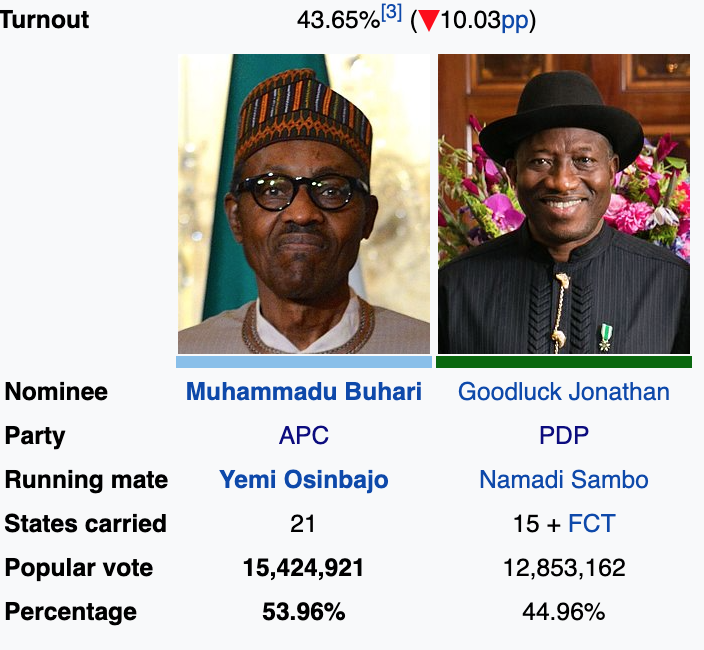 Turnout 43.65%[3] (▼10.03pp)
Nominee Muhammadu Buhari Goodluck Jonathan
Party APC PDP
Running mate Yemi Osinbajo Namadi Sambo
States carried 21 15 + FCT
Popular vote 15,424,921 12,853,162
Percentage 53.96% 44.96%